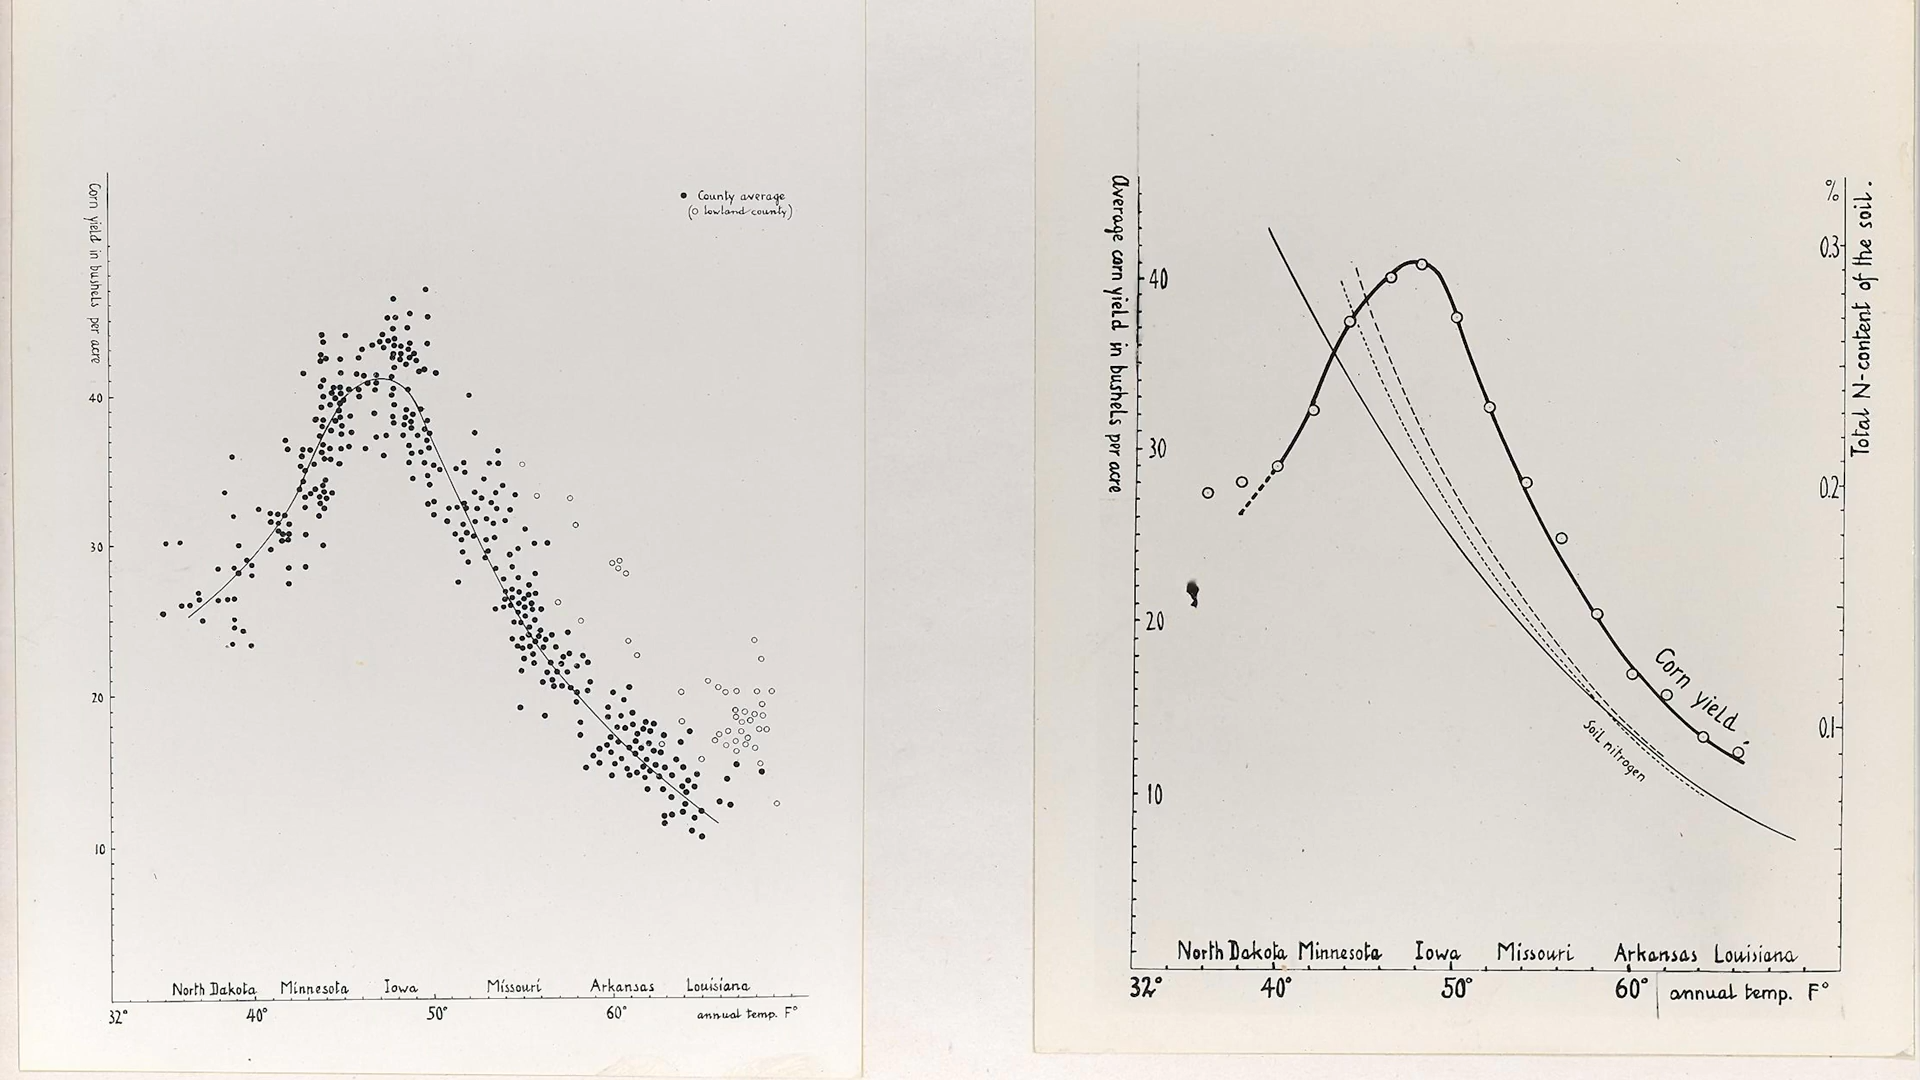 Corn yield in bushels per acre
County average
(o lowland county)
40
30
20
10
North Dakota Minnesota Iowa Missouri Arkansas Louisiana
32° 40° 50° 60° annual temp. F°
Average corn yield in bushels per acre
40
30
20
10
%
0.3
0.2
0.1
Total N-content of the soil.
Corn yield
Soil nitrogen
North Dakota Minnesota Iowa Missouri Arkansas Louisiana
32° 40° 50° 60° annual temp. F°